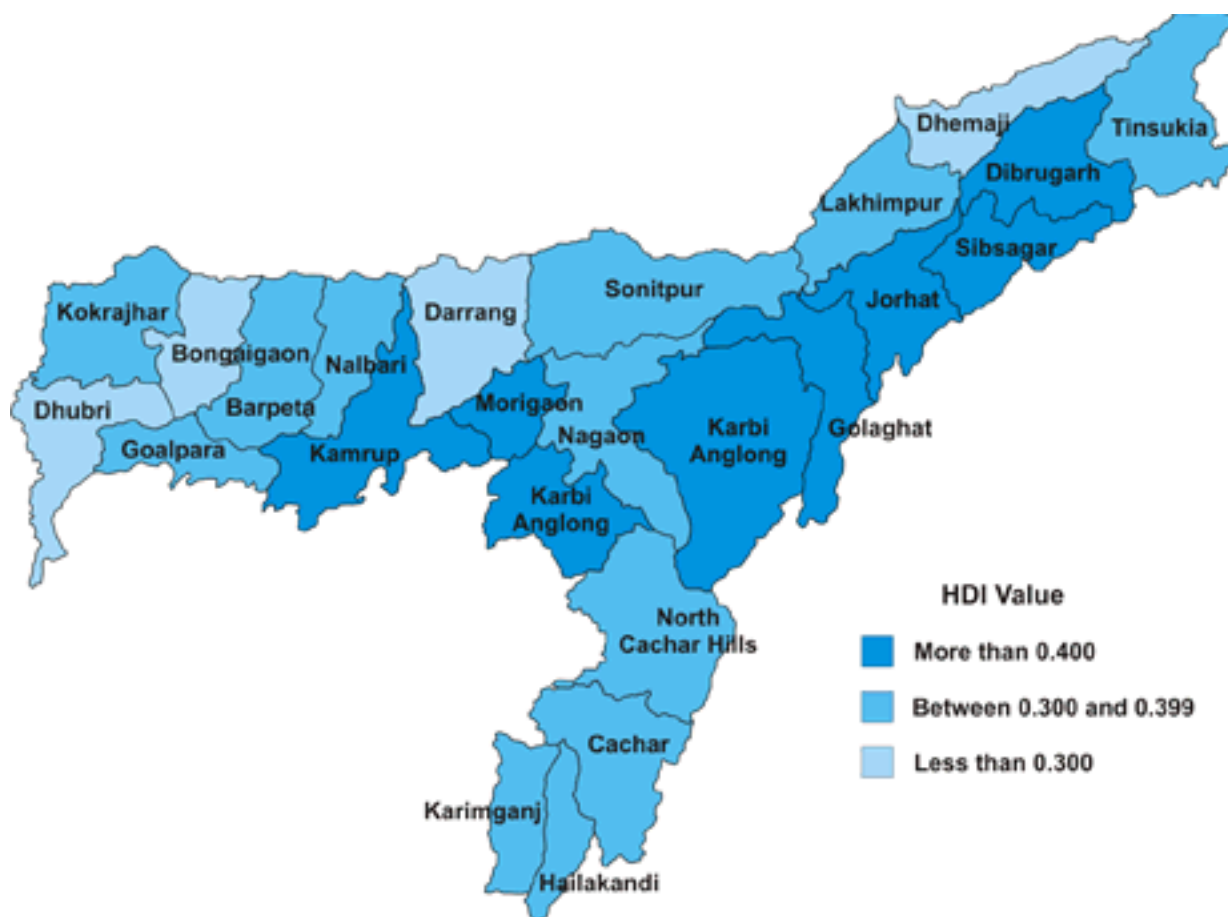 Dhemaji
Tinsukia
Dibrugarh
Lakhimpur
Sibsagar
Sonitpur
Jorhat
Kokrajhar
Darrang
Bongaigaon
Nalbari
Dhubri
Barpeta
Morigaon
Golaghat
Nagaon
Karbi
Anglong
Goalpara
Kamrup
Karbi
Anglong
North
Cachar Hills
Cachar
Karimganj
Hailakandi
HDI Value
More than 0.400
Between 0.300 and 0.399
Less than 0.300